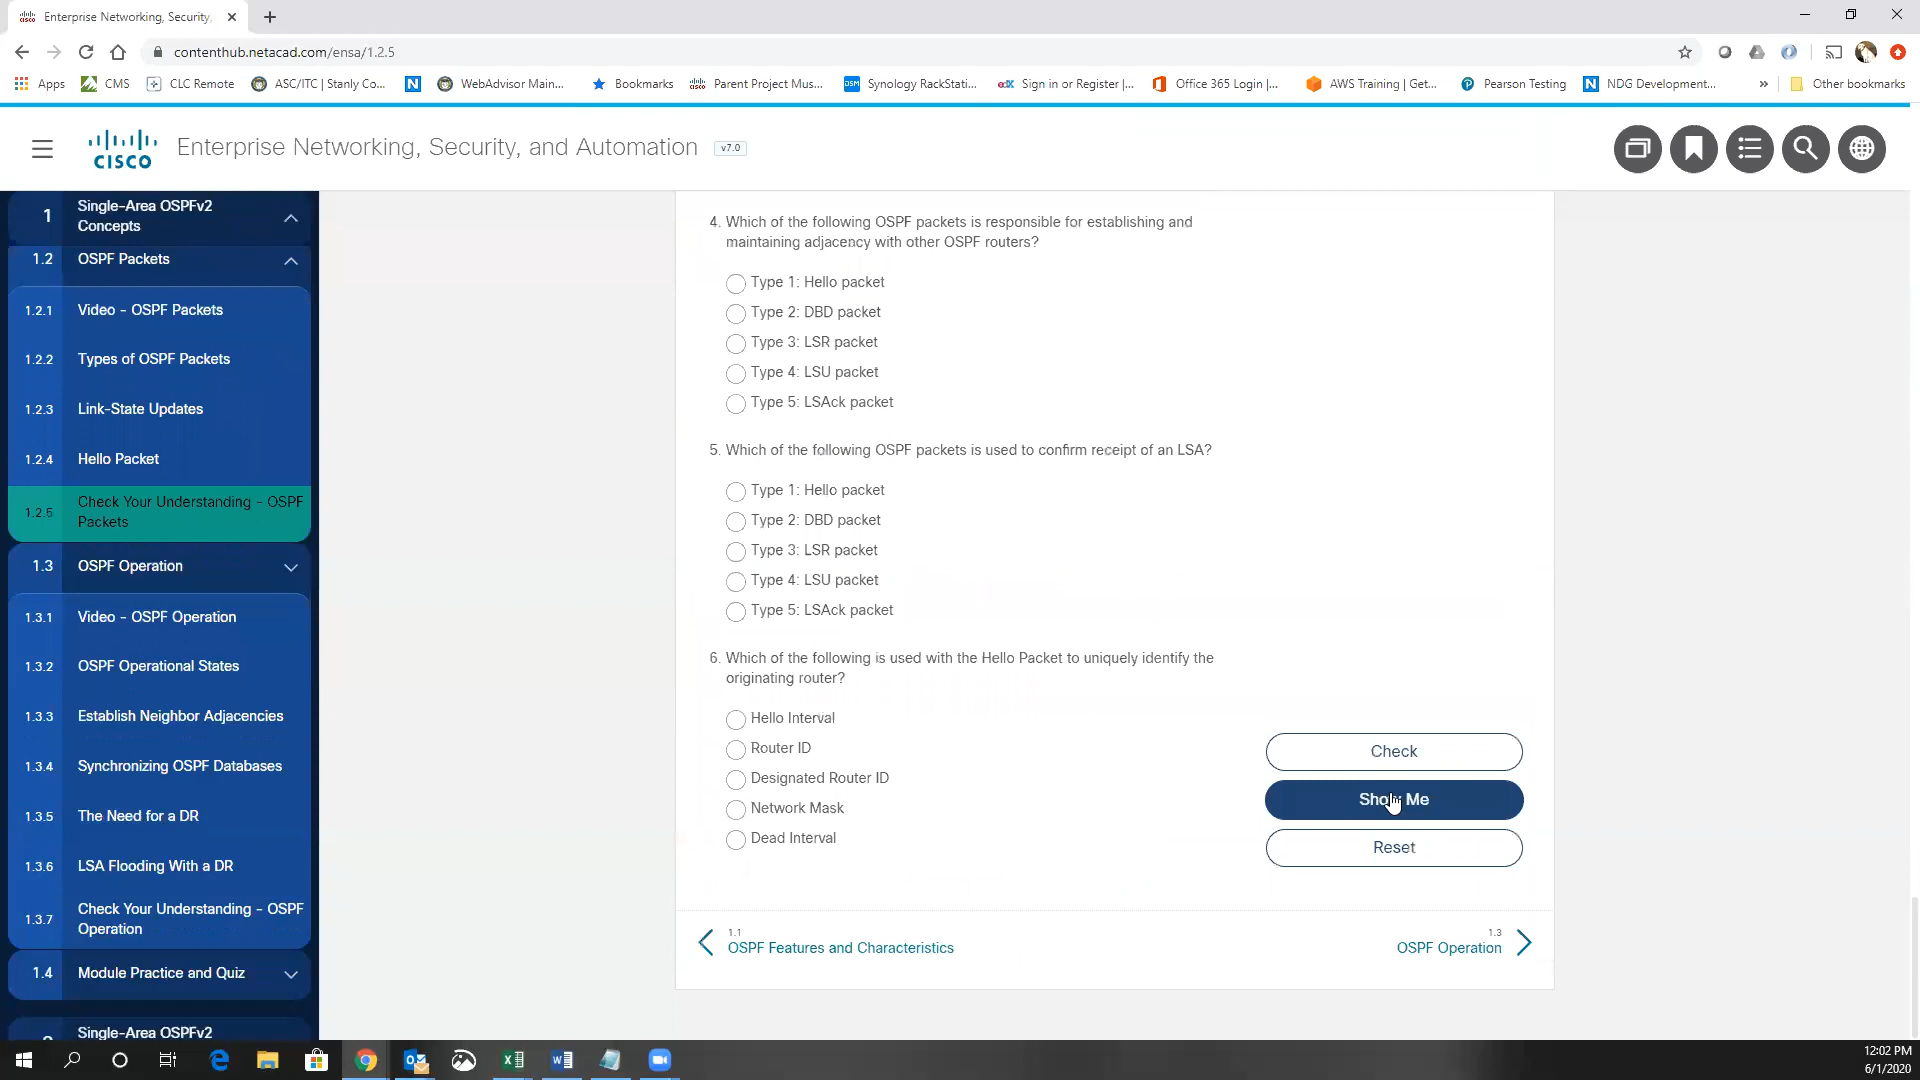 Enterprise Networking, Security,
contenthub.netacad.com/ensa/1.2.5
Apps
CMS
CLC Remote
ASC/ITC | Stanly Co...
WebAdvisor Main...
Bookmarks
Parent Project Mus...
Synology RackStati...
Sign in or Register |...
Office 365 Login |...
AWS Training | Get...
Pearson Testing
NDG Development...
»
Other bookmarks
CISCO
Enterprise Networking, Security, and Automation
v7.0
1 Single-Area OSPFv2
Concepts
1.2 OSPF Packets
1.2.1 Video - OSPF Packets
1.2.2 Types of OSPF Packets
1.2.3 Link-State Updates
1.2.4 Hello Packet
1.2.5 Check Your Understanding - OSPF
Packets
1.3 OSPF Operation
1.3.1 Video - OSPF Operation
1.3.2 OSPF Operational States
1.3.3 Establish Neighbor Adjacencies
1.3.4 Synchronizing OSPF Databases
1.3.5 The Need for a DR
1.3.6 LSA Flooding With a DR
1.3.7 Check Your Understanding - OSPF
Operation
1.4 Module Practice and Quiz
Single-Area OSPFv2
4. Which of the following OSPF packets is responsible for establishing and
maintaining adjacency with other OSPF routers?
Type 1: Hello packet
Type 2: DBD packet
Type 3: LSR packet
Type 4: LSU packet
Type 5: LSAck packet
5. Which of the following OSPF packets is used to confirm receipt of an LSA?
Type 1: Hello packet
Type 2: DBD packet
Type 3: LSR packet
Type 4: LSU packet
Type 5: LSAck packet
6. Which of the following is used with the Hello Packet to uniquely identify the
originating router?
Hello Interval
Router ID
Designated Router ID
Network Mask
Dead Interval
Check
Show Me
Reset
1.1
OSPF Features and Characteristics
1.3
OSPF Operation
12:02 PM
6/1/2020